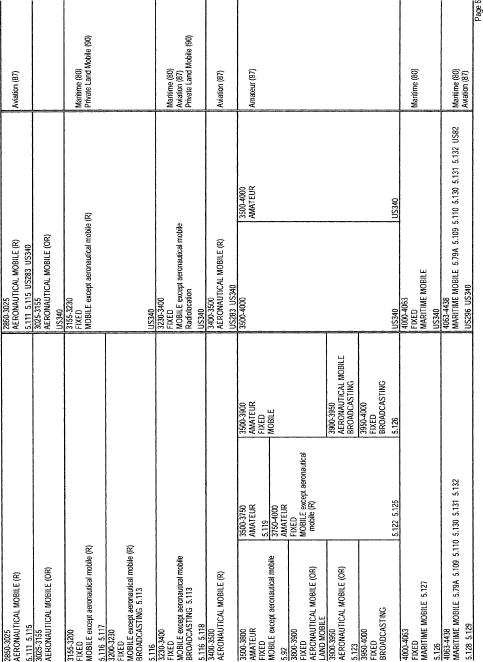 2850-3025
AERONAUTICAL MOBILE (R)
5.111 5.115
2850-3025
AERONAUTICAL MOBILE (R)
5.111 5.115 US283 US340
Aviation (87)
3025-3155
AERONAUTICAL MOBILE (OR)
3025-3155
AERONAUTICAL MOBILE (OR)
US340
3155-3200
FIXED
MOBILE except aeronautical mobile (R)
5.116 5.117
3155-3230
FIXED
MOBILE except aeronautical mobile (R)
Maritime (80)
Private Land Mobile (90)
3200-3230
FIXED
MOBILE except aeronautical mobile (R)
BROADCASTING 5.113
5.116
US340
3230-3400
FIXED
MOBILE except aeronautical mobile
BROADCASTING 5.113
5.116 5.118
3230-3400
FIXED
MOBILE except aeronautical mobile
Radiolocation
US340
Maritime (80)
Aviation (87)
Private Land Mobile (90)
3400-3500
AERONAUTICAL MOBILE (R)
3400-3500
AERONAUTICAL MOBILE (R)
US283 US340
Aviation (87)
3500-3800
AMATEUR
FIXED
MOBILE except aeronautical mobile
5.92
3500-3750
AMATEUR
5.119
3500-3900
AMATEUR
FIXED
MOBILE
3500-4000
3500-4000
AMATEUR
Amateur (97)
3750-4000
AMATEUR
FIXED
MOBILE except aeronautical
mobile (R)
3800-3900
FIXED
AERONAUTICAL MOBILE (OR)
LAND MOBILE
3900-3950
AERONAUTICAL MOBILE (OR)
5.123
3900-3950
AERONAUTICAL MOBILE
BROADCASTING
3950-4000
FIXED
BROADCASTING
5.122 5.125
3950-4000
FIXED
BROADCASTING
5.126
US340
US340
4000-4063
FIXED
MARITIME MOBILE 5.127
5.126
4000-4063
FIXED
MARITIME MOBILE
US340
Maritime (80)
4063-4438
MARITIME MOBILE 5.79A 5.109 5.110 5.130 5.131 5.132
5.128 5.129
4063-4438
MARITIME MOBILE 5.79A 5.109 5.110 5.130 5.131 5.132 US82
US296 US340
Maritime (80)
Aviation (87)
Page 6